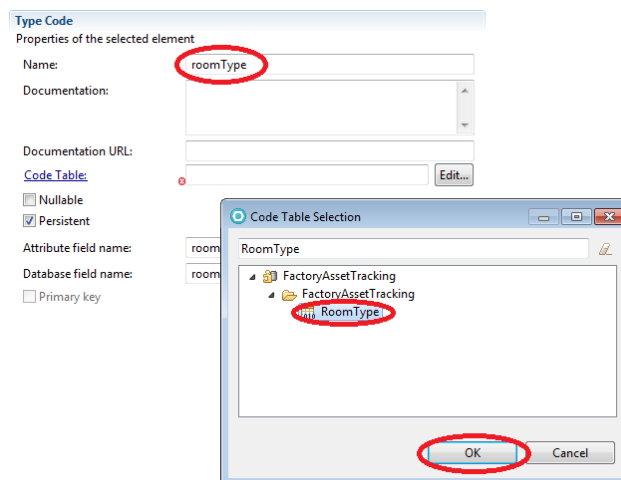 Type Code
Properties of the selected element
Name: roomType
Documentation:
Documentation URL:
Code Table: Edit...
Nullable
Persistent
Code Table Selection
Attribute field name: room
RoomType
Database field name: room
FactoryAssetTracking
Primary key
FactoryAssetTracking
RoomType
OK Cancel